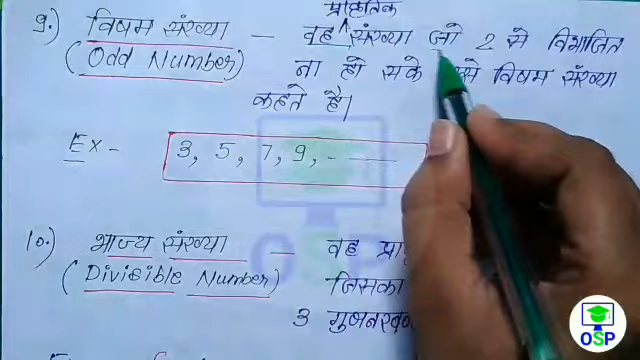 प्राकृतिक
9.) विषम संख्या — वह ^ संख्या जो 2 से विभाजित
(Odd Number) ना हो सके विषम संख्या
कहते है।
Ex - 3, 5, 7, 9, - ——
10.) भाज्य संख्या — वह
(Divisible Number) जिसका
3
OSP
OSP